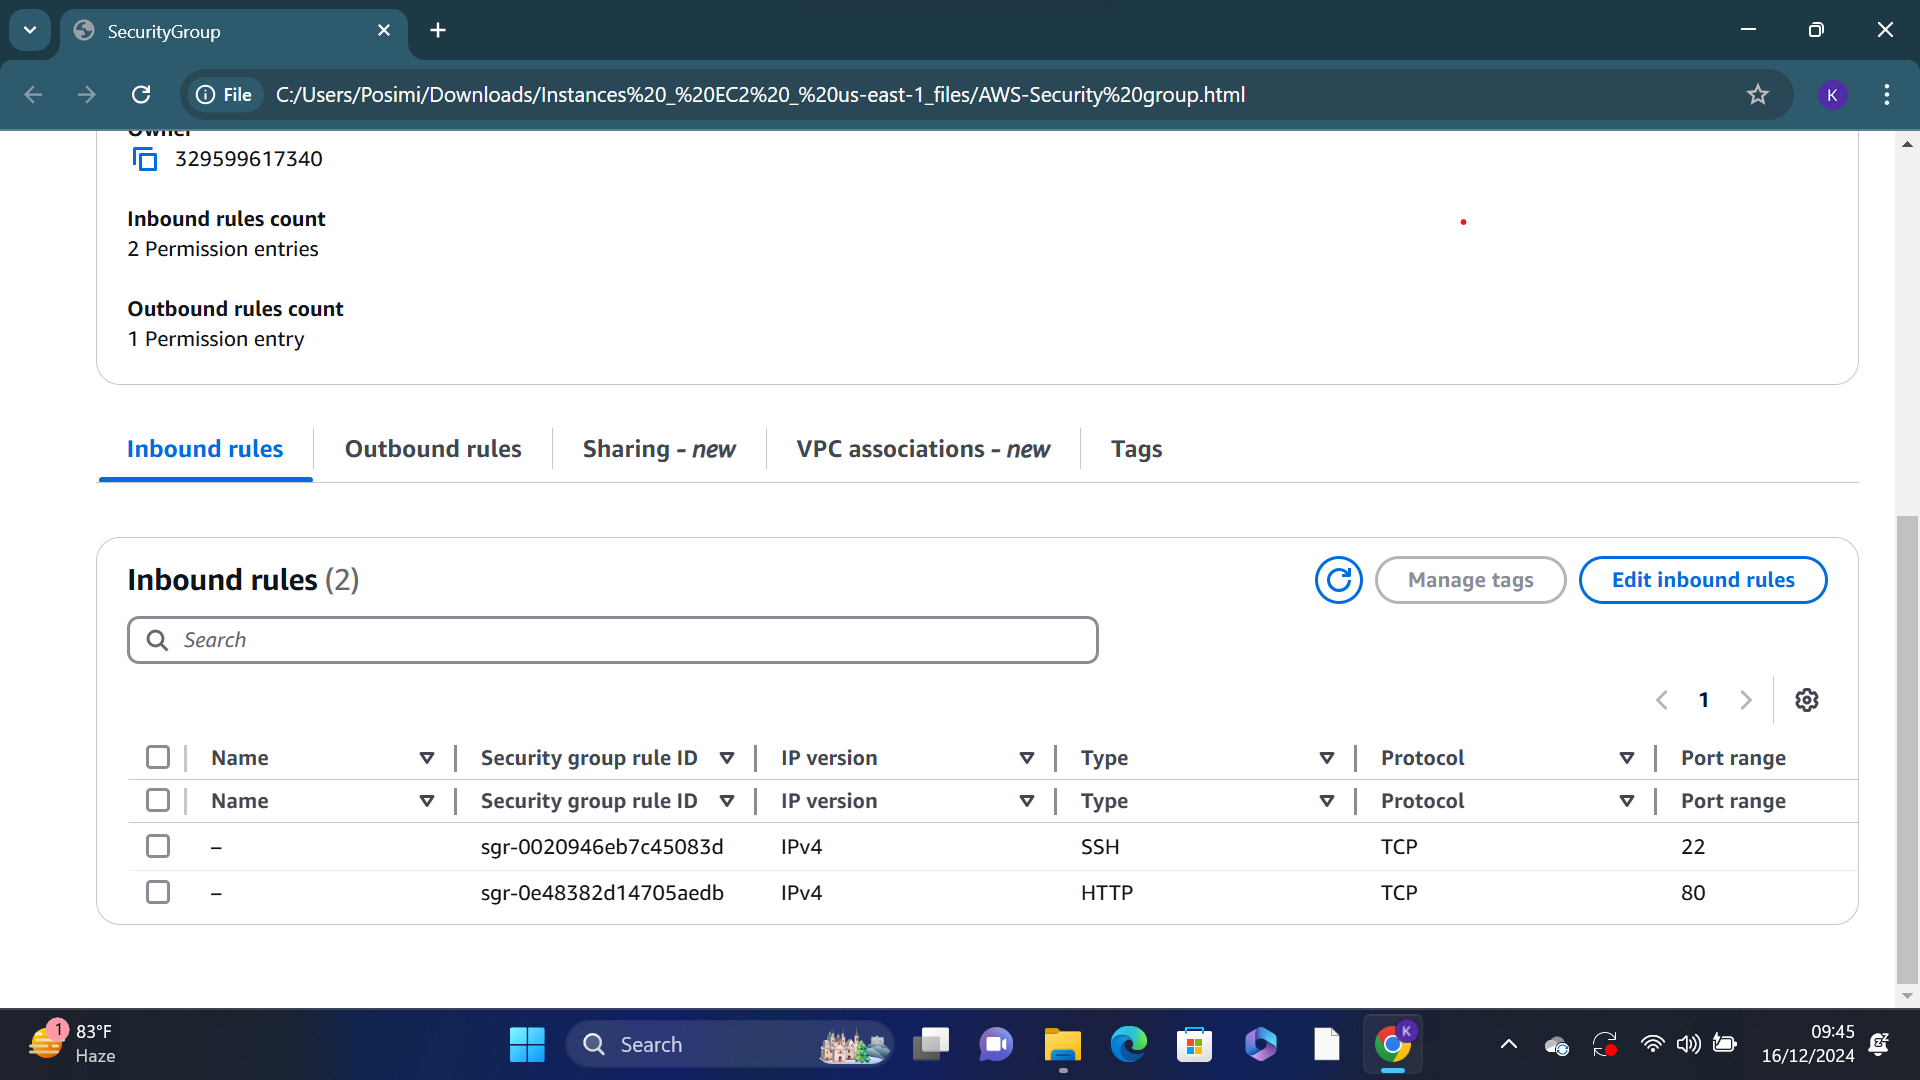 SecurityGroup
File C:/Users/Posimi/Downloads/Instances%20_%20EC2%20_%20us-east-1_files/AWS-Security%20group.html
K
Owner
329599617340
Inbound rules count
2 Permission entries
Outbound rules count
1 Permission entry
Inbound rules Outbound rules Sharing - new VPC associations - new Tags
Inbound rules (2) Manage tags Edit inbound rules
Search
1
Name Security group rule ID IP version Type Protocol Port range
Name Security group rule ID IP version Type Protocol Port range
– sgr-0020946eb7c45083d IPv4 SSH TCP 22
– sgr-0e48382d14705aedb IPv4 HTTP TCP 80
1 83°F
Haze
Search
K
09:45
16/12/2024